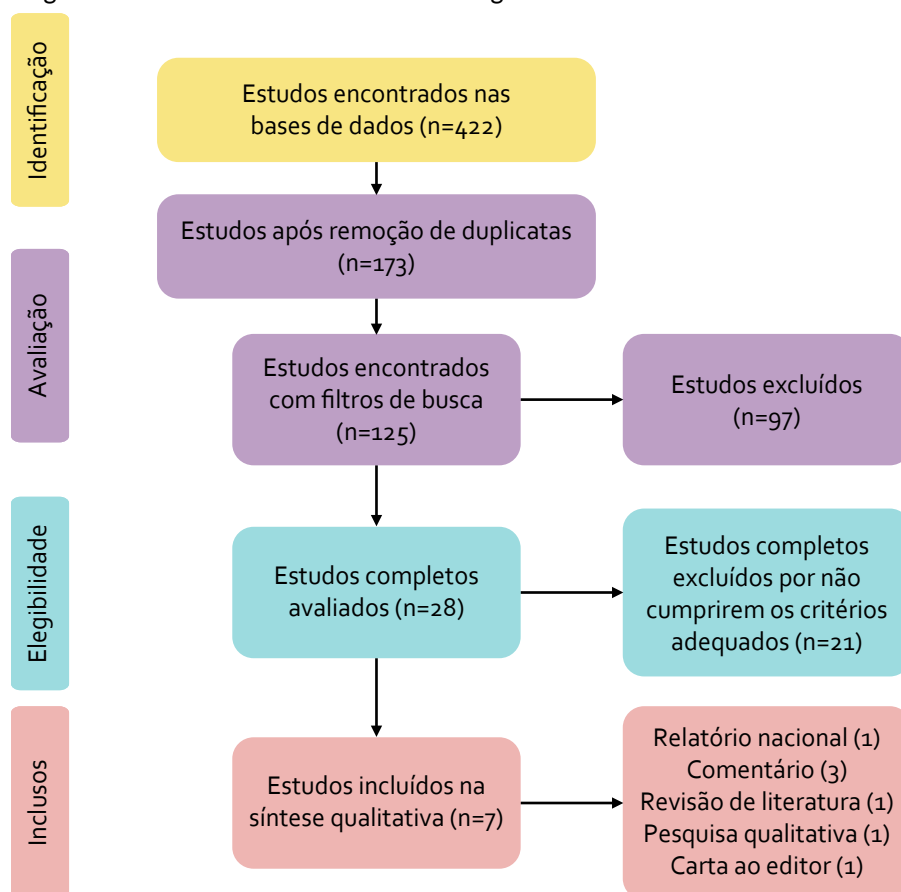 Identificação
Estudos encontrados nas
bases de dados (n=422)
Estudos após remoção de duplicatas
(n=173)
Avaliação
Estudos encontrados
com filtros de busca
(n=125)
Estudos excluídos
(n=97)
Elegibilidade
Estudos completos
avaliados (n=28)
Estudos completos
excluídos por não
cumprirem os critérios
adequados (n=21)
Inclusos
Estudos incluídos na
síntese qualitativa (n=7)
Relatório nacional (1)
Comentário (3)
Revisão de literatura (1)
Pesquisa qualitativa (1)
Carta ao editor (1)